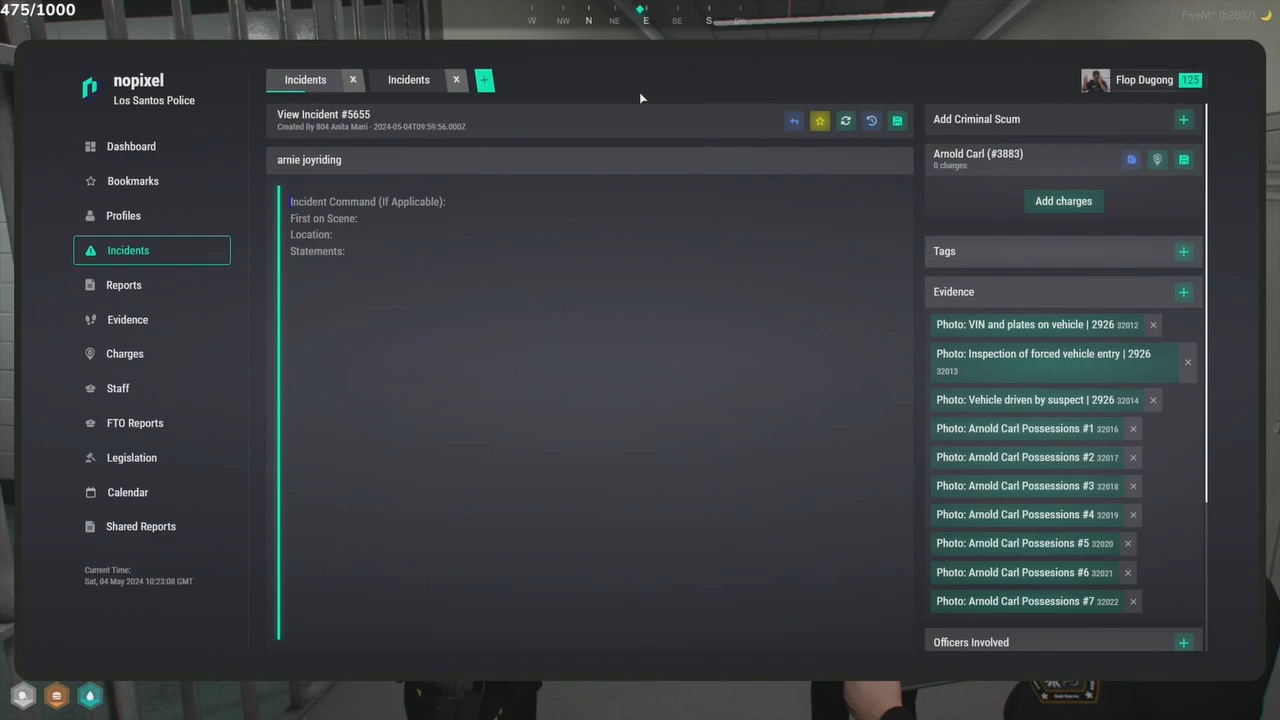 475/1000
W NW N NE E SE S SW
FiveM* (b2802)
nopixel
Los Santos Police
Incidents x
Incidents x
+
Flop Dugong 125
Dashboard
Bookmarks
Profiles
Incidents
Reports
Evidence
Charges
Staff
FTO Reports
Legislation
Calendar
Shared Reports
Current Time:
Sat, 04 May 2024 10:23:08 GMT
View Incident #5655
Created By 804 Anita Mani · 2024-05-04T09:59:56.000Z
arnie joyriding
Incident Command (If Applicable):
First on Scene:
Location:
Statements:
Add Criminal Scum +
Arnold Carl (#3883)
0 charges
Add charges
Tags +
Evidence +
Photo: VIN and plates on vehicle | 2926 32012 ×
Photo: Inspection of forced vehicle entry | 2926
32013 ×
Photo: Vehicle driven by suspect | 2926 32014 ×
Photo: Arnold Carl Possessions #1 32016 ×
Photo: Arnold Carl Possessions #2 32017 ×
Photo: Arnold Carl Possessions #3 32018 ×
Photo: Arnold Carl Possessions #4 32019 ×
Photo: Arnold Carl Possesions #5 32020 ×
Photo: Arnold Carl Possesions #6 32021 ×
Photo: Arnold Carl Possessions #7 32022 ×
Officers Involved +